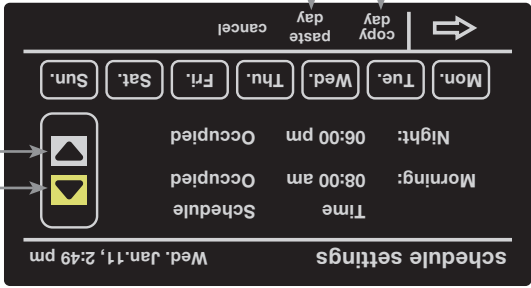 schedule settings Wed. Jan.11, 2:49 pm
Time Schedule
Morning: 08:00 am Occupied
Night: 06:00 pm Occupied
Mon. Tue. Wed. Thu. Fri. Sat. Sun.
copy day paste day cancel